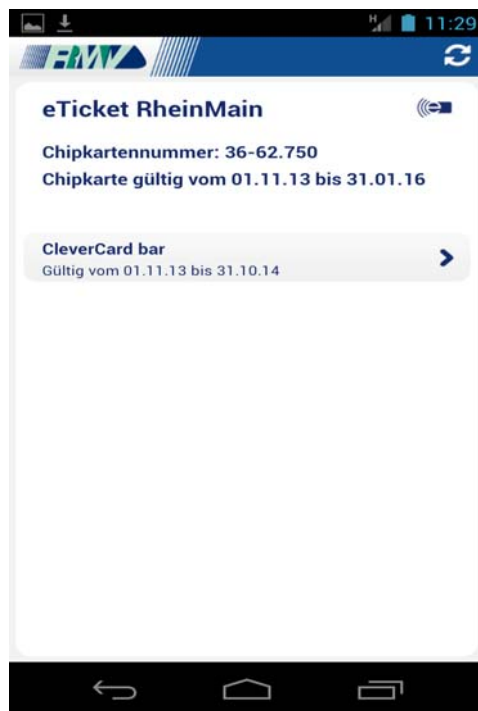 H
11:29
RMV
eTicket RheinMain
Chipkartennummer: 36-62.750
Chipkarte gültig vom 01.11.13 bis 31.01.16
CleverCard bar
Gültig vom 01.11.13 bis 31.10.14